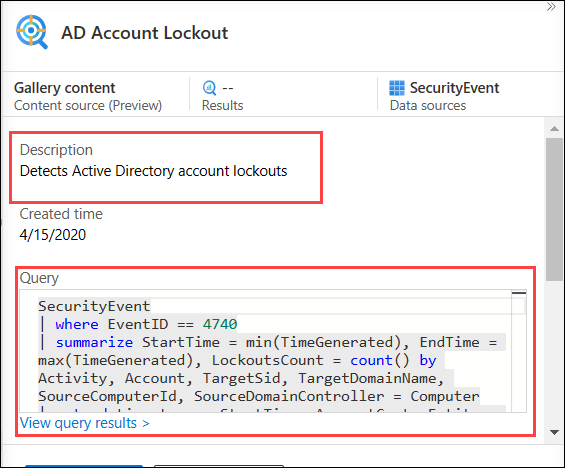 »
AD Account Lockout
Gallery content
Content source (Preview)
--
Results
SecurityEvent
Data sources
Description
Detects Active Directory account lockouts
Created time
4/15/2020
Query
SecurityEvent
| where EventID == 4740
| summarize StartTime = min(TimeGenerated), EndTime =
max(TimeGenerated), LockoutsCount = count() by
Activity, Account, TargetSid, TargetDomainName,
SourceComputerId, SourceDomainController = Computer
View query results >